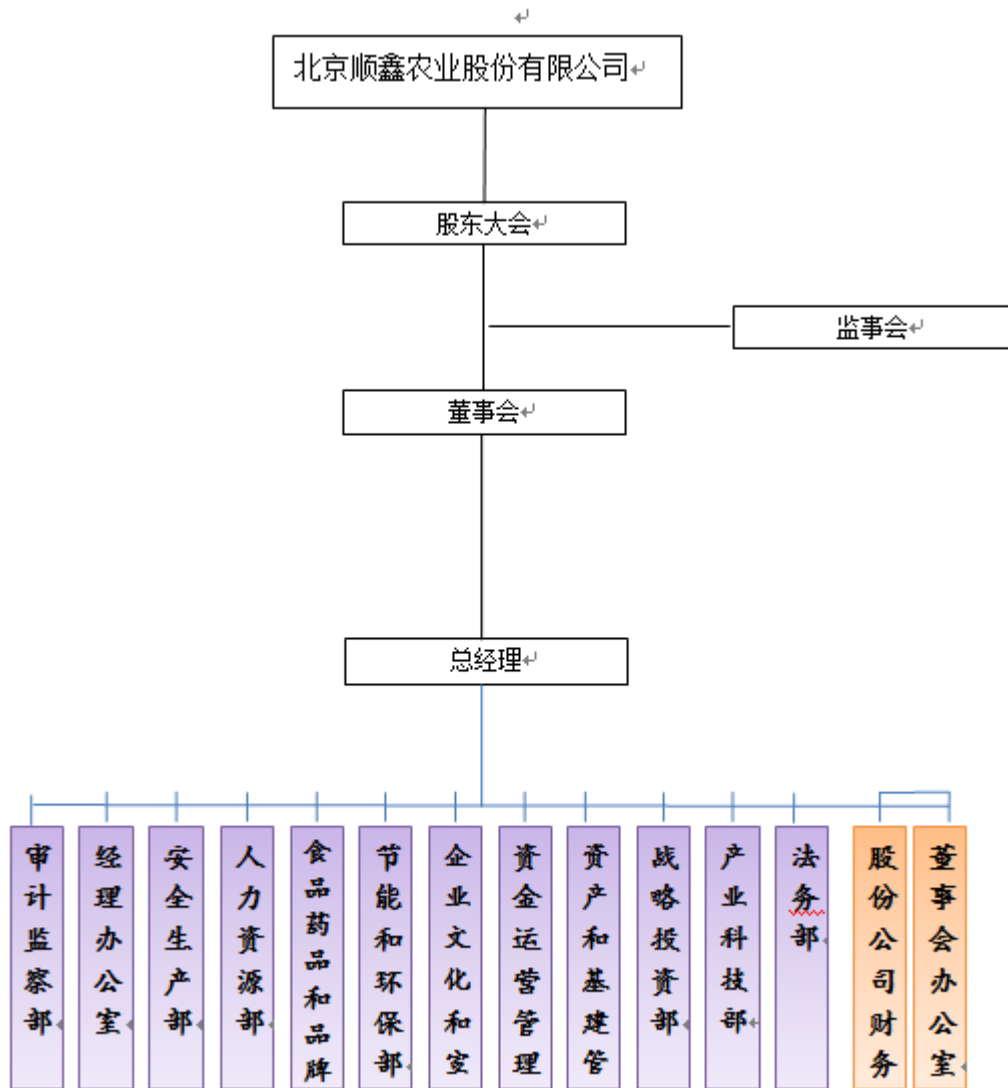 北京顺鑫农业股份有限公司
股东大会
监事会
董事会
总经理
审计监察部
经理办公室
安全生产部
人力资源部
食品药品和品牌
节能和环保部
企业文化和宣
资金运营管理
资产和基建管
战略投资部
产业科技部
法务部
股份公司财务
董事会办公室